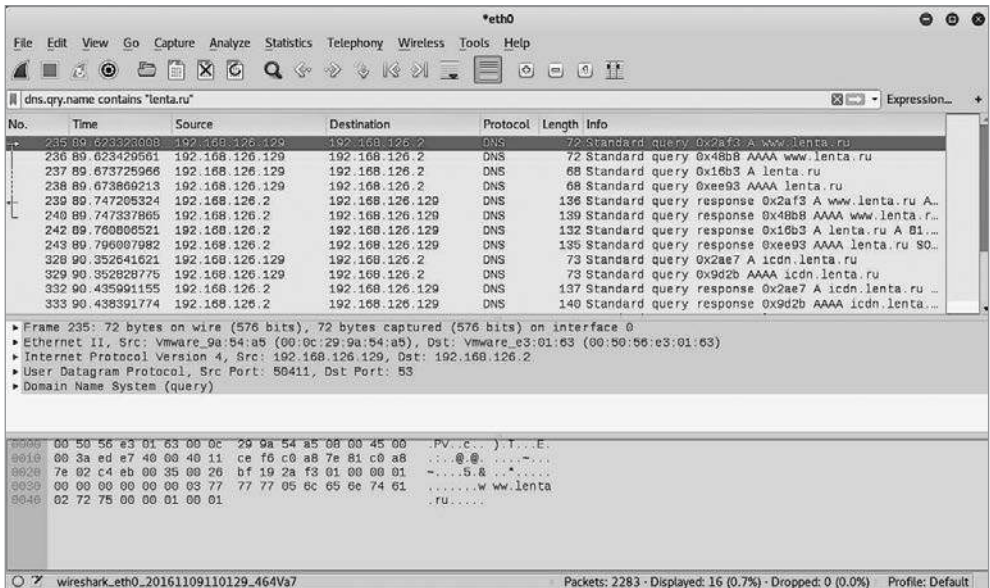 *eth0
File Edit View Go Capture Analyze Statistics Telephony Wireless Tools Help
dns.qry.name contains "lenta.ru"
Expression... +
No. Time Source Destination Protocol Length Info
235 89.623323008 192.168.126.129 192.168.126.2 DNS 72 Standard query 0x2af3 A www.lenta.ru
236 89.623429561 192.168.126.129 192.168.126.2 DNS 72 Standard query 0x48b8 AAAA www.lenta.ru
237 89.673725966 192.168.126.129 192.168.126.2 DNS 68 Standard query 0x16b3 A lenta.ru
238 89.673869213 192.168.126.129 192.168.126.2 DNS 68 Standard query 0xee93 AAAA lenta.ru
239 89.747205324 192.168.126.2 192.168.126.129 DNS 136 Standard query response 0x2af3 A www.lenta.ru A…
240 89.747337865 192.168.126.2 192.168.126.129 DNS 139 Standard query response 0x48b8 AAAA www.lenta.r…
242 89.760806521 192.168.126.2 192.168.126.129 DNS 132 Standard query response 0x16b3 A lenta.ru A 81.…
243 89.796007982 192.168.126.2 192.168.126.129 DNS 135 Standard query response 0xee93 AAAA lenta.ru SO…
328 90.352641621 192.168.126.129 192.168.126.2 DNS 73 Standard query 0x2ae7 A icdn.lenta.ru
329 90.352828775 192.168.126.129 192.168.126.2 DNS 73 Standard query 0x9d2b AAAA icdn.lenta.ru
332 90.435991155 192.168.126.2 192.168.126.129 DNS 137 Standard query response 0x2ae7 A icdn.lenta.ru …
333 90.438391774 192.168.126.2 192.168.126.129 DNS 140 Standard query response 0x9d2b AAAA icdn.lenta.…
Frame 235: 72 bytes on wire (576 bits), 72 bytes captured (576 bits) on interface 0
Ethernet II, Src: Vmware_9a:54:a5 (00:0c:29:9a:54:a5), Dst: Vmware_e3:01:63 (00:50:56:e3:01:63)
Internet Protocol Version 4, Src: 192.168.126.129, Dst: 192.168.126.2
User Datagram Protocol, Src Port: 50411, Dst Port: 53
Domain Name System (query)
0000 00 50 56 e3 01 63 00 0c 29 9a 54 a5 08 00 45 00 .PV..c.. ).T...E.
0010 00 3a ed e7 40 00 40 11 ce f6 c0 a8 7e 81 c0 a8 .:..@.@. ....~...
0020 7e 02 c4 eb 00 35 00 26 bf 19 2a f3 01 00 00 01 ~....5.& ..*.....
0030 00 00 00 00 00 00 03 77 77 77 05 6c 65 6e 74 61 .......w ww.lenta
0040 02 72 75 00 00 01 00 01 .ru.....
wireshark_eth0_20161109110129_464Va7
Packets: 2283 · Displayed: 16 (0.7%) · Dropped: 0 (0.0%) Profile: Default